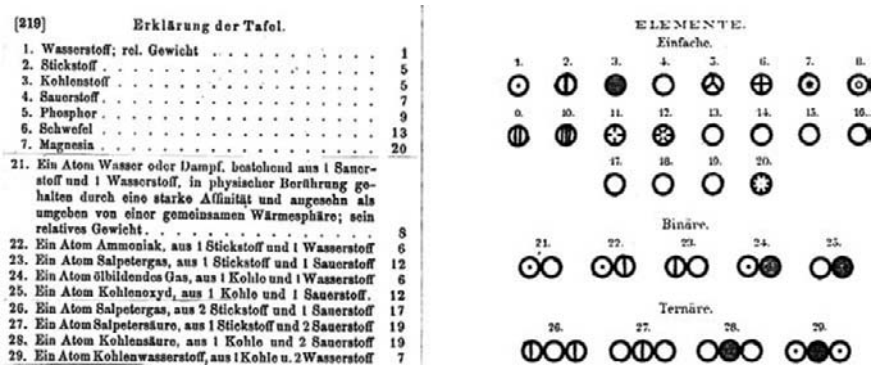 [219] Erklärung der Tafel.
1. Wasserstoff; rel. Gewicht . . . . . . . . . . 1
2. Stickstoff . . . . . . . . . . . . . . 5
3. Kohlenstoff . . . . . . . . . . . . . 5
4. Sauerstoff . . . . . . . . . . . . . . 7
5. Phosphor . . . . . . . . . . . . . . 9
6. Schwefel . . . . . . . . . . . . . . 13
7. Magnesia . . . . . . . . . . . . . . 20
21. Ein Atom Wasser oder Dampf, bestehend aus 1 Sauer-
stoff und 1 Wasserstoff, in physischer Berührung ge-
halten durch eine starke Affinität und angesehn als
umgeben von einer gemeinsamen Wärmesphäre; sein
relatives Gewicht . . . . . . . . . . . . 8
22. Ein Atom Ammoniak, aus 1 Stickstoff und 1 Wasserstoff 6
23. Ein Atom Salpetergas, aus 1 Stickstoff und 1 Sauerstoff 12
24. Ein Atom ölbildendes Gas, aus 1 Kohle und 1 Wasserstoff 6
25. Ein Atom Kohlenoxyd, aus 1 Kohle und 1 Sauerstoff. 12
26. Ein Atom Salpetergas, aus 2 Stickstoff und 1 Sauerstoff 17
27. Ein Atom Salpetersäure, aus 1 Stickstoff und 2 Sauerstoff 19
28. Ein Atom Kohlensäure, aus 1 Kohle und 2 Sauerstoff 19
29. Ein Atom Kohlenwasserstoff, aus 1 Kohle u. 2 Wasserstoff 7
ELEMENTE.
Einfache.
1. 2. 3. 4. 5. 6. 7. 8.
9. 10. 11. 12. 13. 14. 15. 16.
17. 18. 19. 20.
Binäre.
21. 22. 23. 24. 25.
Ternäre.
26. 27. 28. 29.